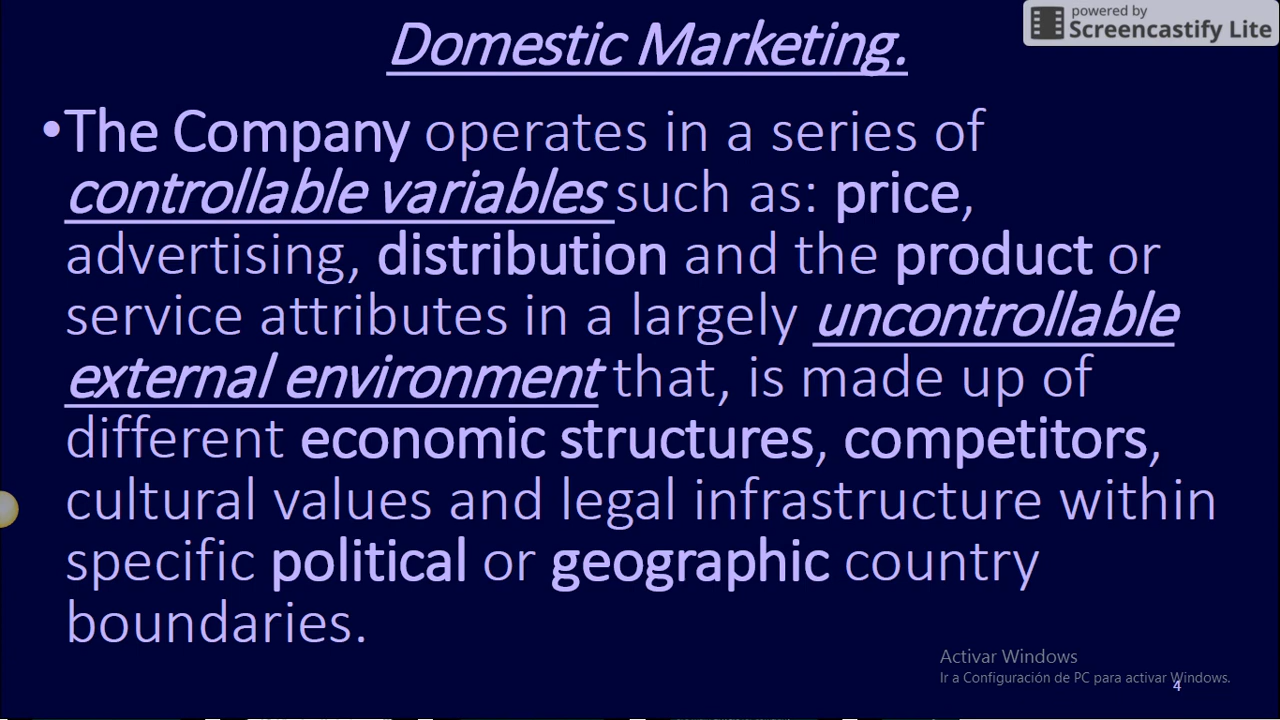 powered by
Screencastify Lite
Domestic Marketing.
•The Company operates in a series of
controllable variables such as: price,
advertising, distribution and the product or
service attributes in a largely uncontrollable
external environment that, is made up of
different economic structures, competitors,
cultural values and legal infrastructure within
specific political or geographic country
boundaries.
Activar Windows
Ir a Configuración de PC para activar Windows.
4